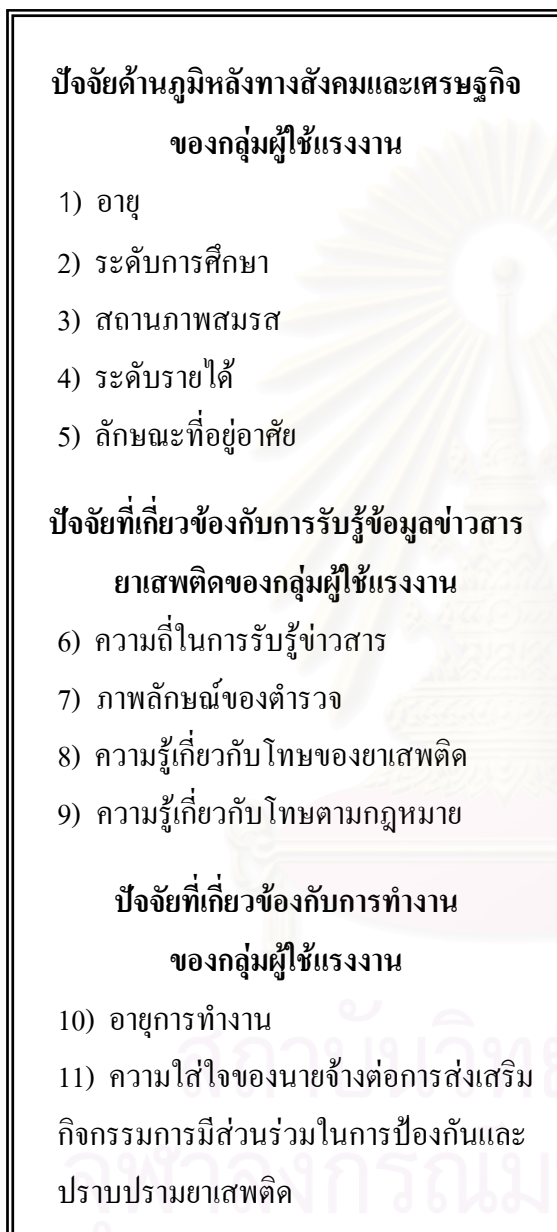 ปัจจัยด้านภูมิหลังทางสังคมและเศรษฐกิจ
ของกลุ่มผู้ใช้แรงงาน
1) อายุ
2) ระดับการศึกษา
3) สถานภาพสมรส
4) ระดับรายได้
5) ลักษณะที่อยู่อาศัย
ปัจจัยที่เกี่ยวข้องกับการรับรู้ข้อมูลข่าวสาร
ยาเสพติดของกลุ่มผู้ใช้แรงงาน
6) ความถี่ในการรับรู้ข่าวสาร
7) ภาพลักษณ์ของตำรวจ
8) ความรู้เกี่ยวกับโทษของยาเสพติด
9) ความรู้เกี่ยวกับโทษตามกฎหมาย
ปัจจัยที่เกี่ยวข้องกับการทำงาน
ของกลุ่มผู้ใช้แรงงาน
10) อายุการทำงาน
11) ความใส่ใจของนายจ้างต่อการส่งเสริม
กิจกรรมการมีส่วนร่วมในการป้องกันและ
ปราบปรามยาเสพติด